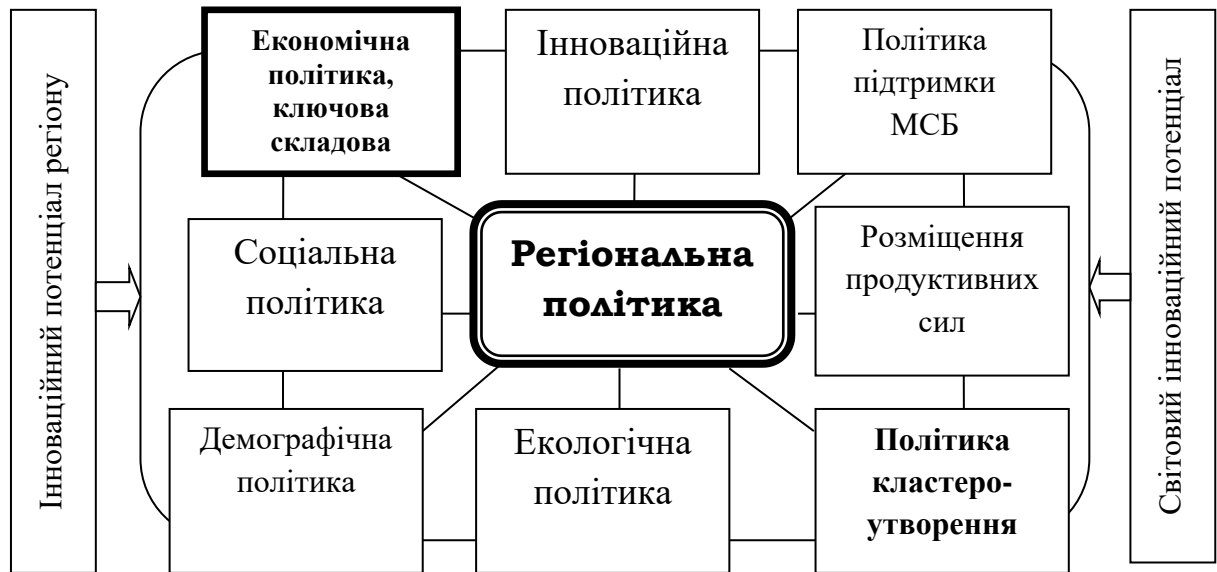 Інноваційний потенціал регіону
Економічна
політика,
ключова
складова
Інноваційна
політика
Політика
підтримки
МСБ
Соціальна
політика
Регіональна
політика
Розміщення
продуктивних
сил
Демографічна
політика
Екологічна
політика
Політика
кластеро-
утворення
Світовий інноваційний потенціал